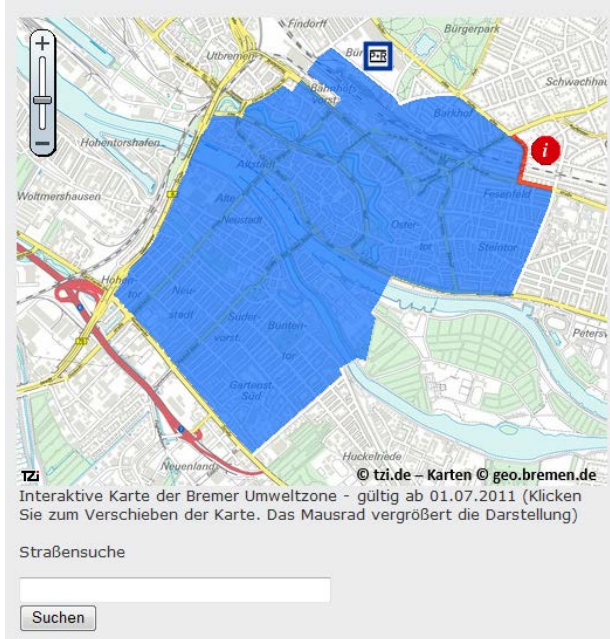 Findorff
Bürgerpark
Utbremen
P+R
Bahnhofs-
vorst.
Schwachha
Barkhof
Hohentorshafen
i
Altstadt
Woltmershausen
Fesenfeld
Alte
Neustadt
Oster-
tor
Steintor
Hohen-
tor
Neu-
stadt
Süder-
vorst.
Bunten-
tor
Peters
Gartenst.
Süd
Huckelriede
Neuenland
TZi
© tzi.de – Karten © geo.bremen.de
Interaktive Karte der Bremer Umweltzone - gültig ab 01.07.2011 (Klicken
Sie zum Verschieben der Karte. Das Mausrad vergrößert die Darstellung)
Straßensuche
Suchen